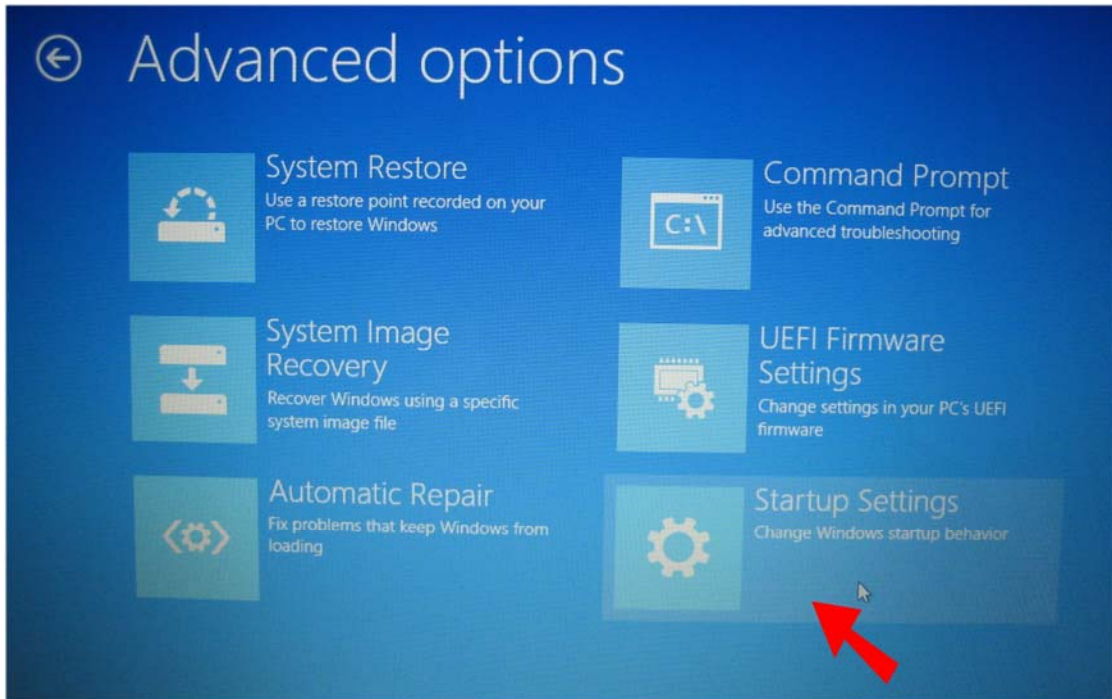 Advanced options
System Restore
Use a restore point recorded on your
PC to restore Windows
System Image
Recovery
Recover Windows using a specific
system image file
Automatic Repair
Fix problems that keep Windows from
loading
Command Prompt
Use the Command Prompt for
advanced troubleshooting
C:\
UEFI Firmware
Settings
Change settings in your PC's UEFI
firmware
Startup Settings
Change Windows startup behavior